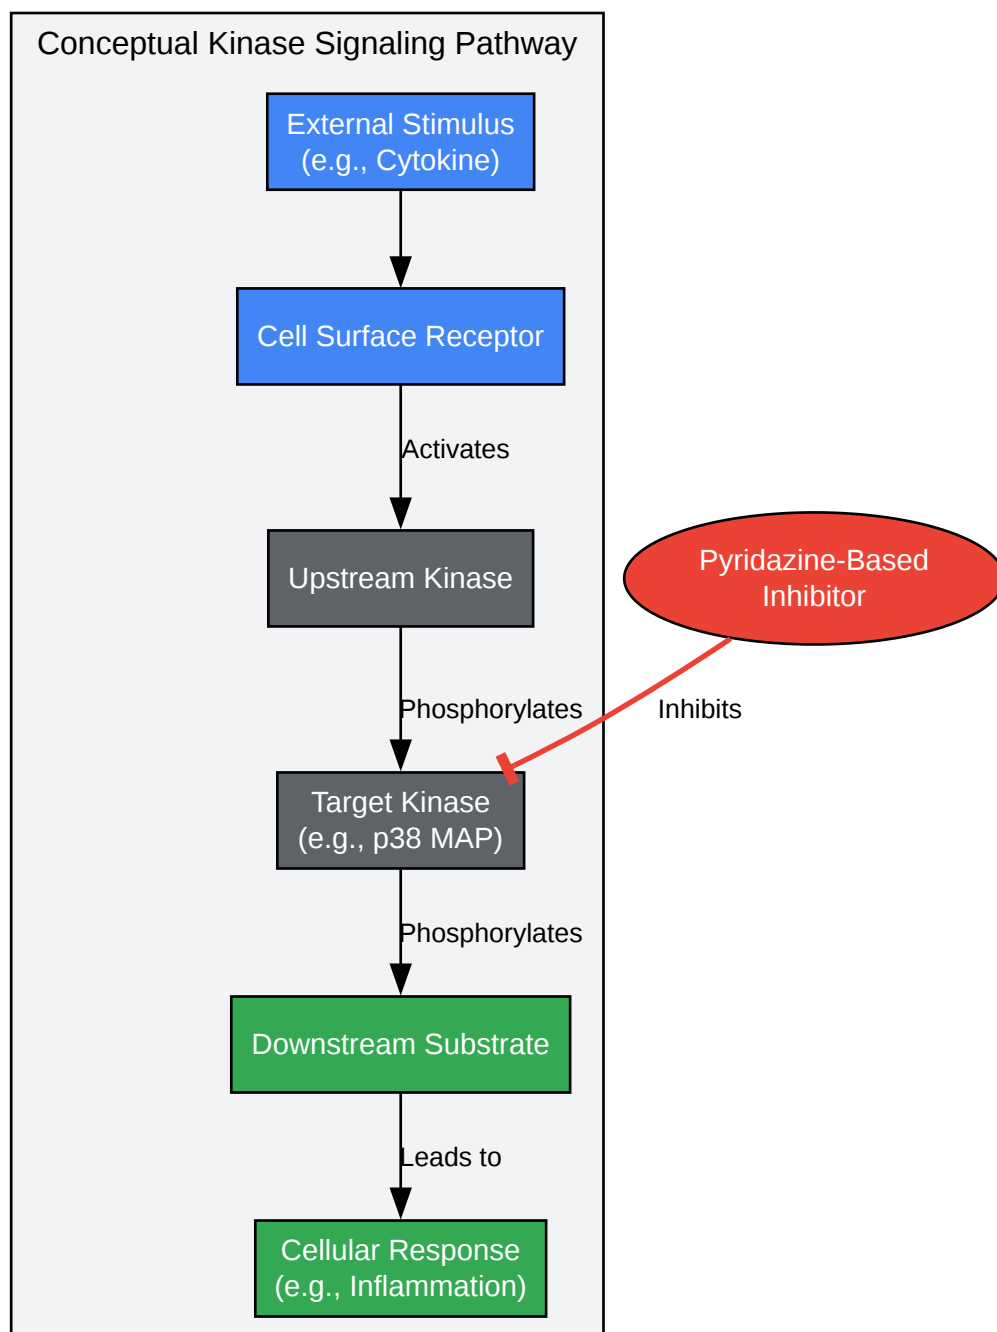 Conceptual Kinase Signaling Pathway
External Stimulus
(e.g., Cytokine)
Cell Surface Receptor
Activates
Upstream Kinase
Pyridazine-Based
Inhibitor
Phosphorylates
Inhibits
Target Kinase
(e.g., p38 MAP)
Phosphorylates
Downstream Substrate
Leads to
Cellular Response
(e.g., Inflammation)